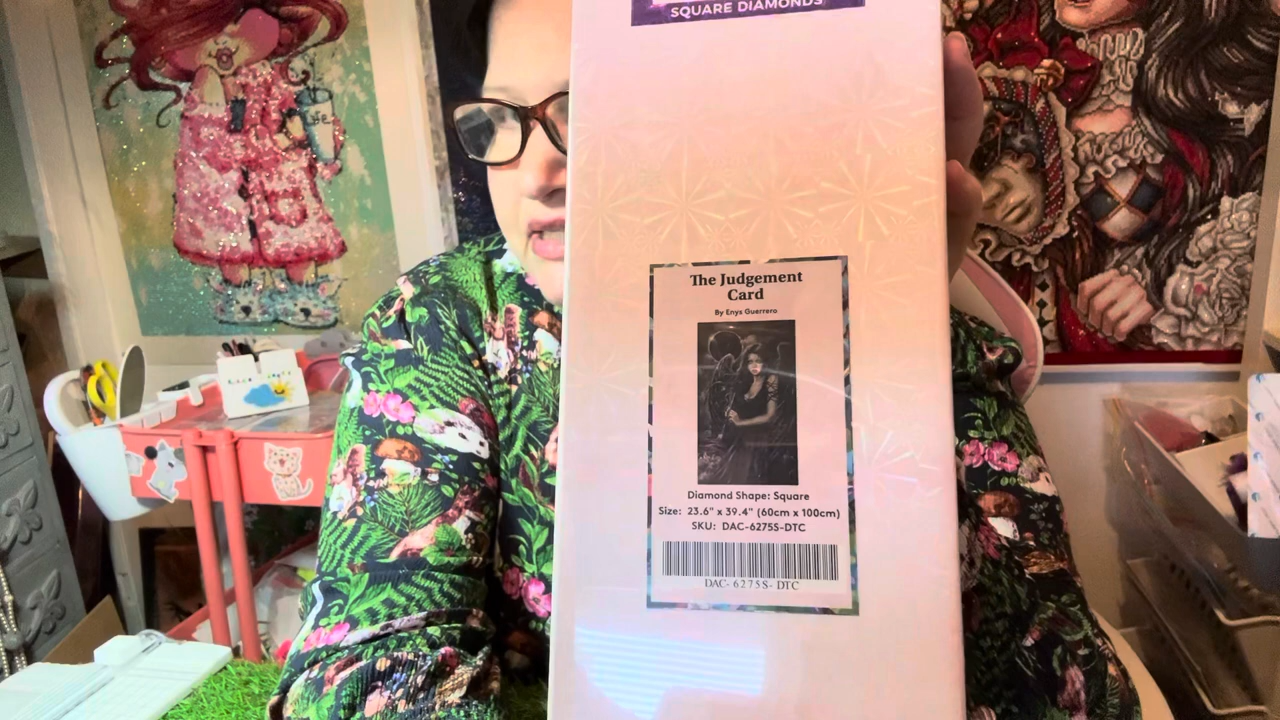 SQUARE DIAMONDS
The Judgement
Card
By Enys Guerrero
Diamond Shape: Square
Size: 23.6" x 39.4" (60cm x 100cm)
SKU: DAC-6275S-DTC
DAC- 6275S- DTC